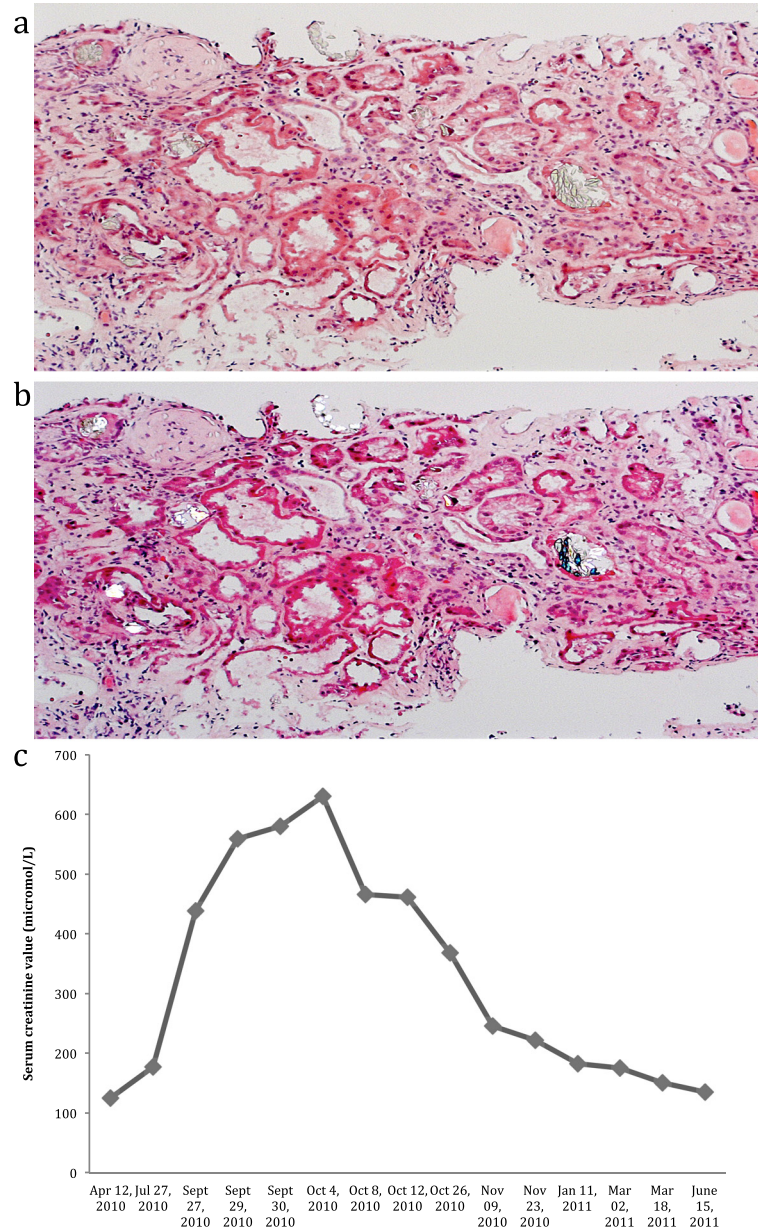 a
b
c
700
600
500
400
300
200
100
0
Serum creatinine value (micromol/L)
Apr 12, Jul 27, Sept Sept Sept Oct 4, Oct 8, Oct 12, Oct 26, Nov Nov Jan 11, Mar Mar June
2010 2010 27, 29, 30, 2010 2010 2010 2010 09, 23, 2011 02, 18, 15,
2010 2010 2010 2010 2010 2011 2011 2011